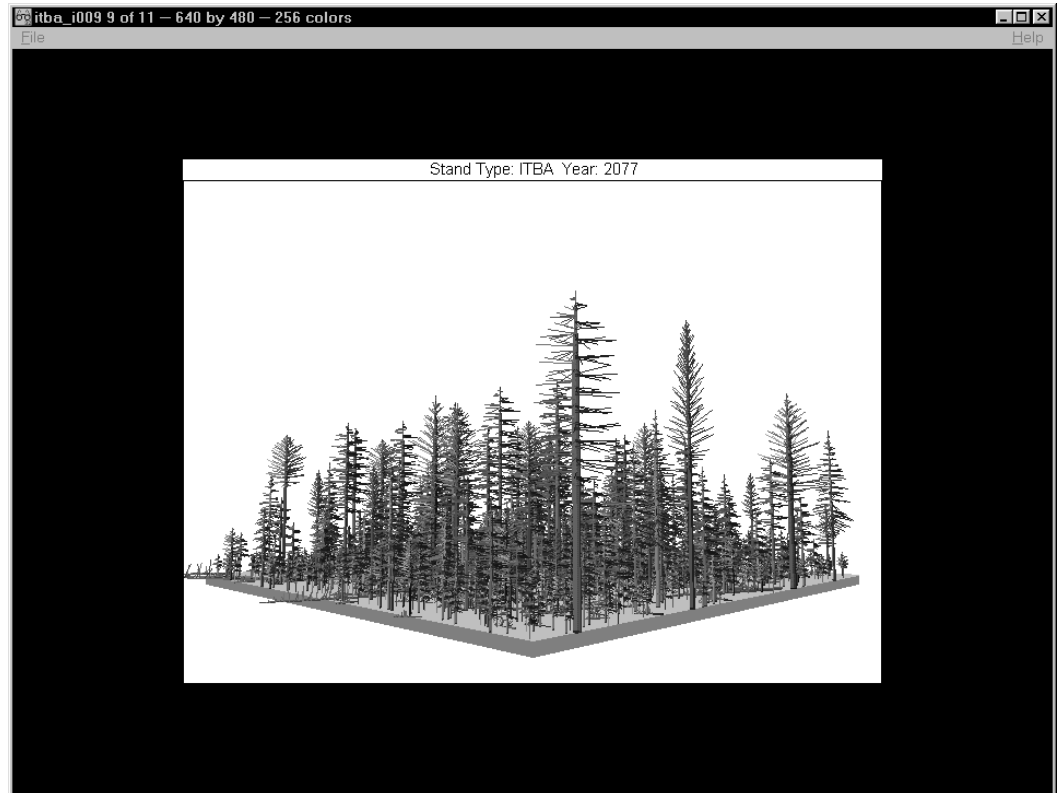 itba_i009 9 of 11 – 640 by 480 – 256 colors
File Help
Stand Type: ITBA Year: 2077